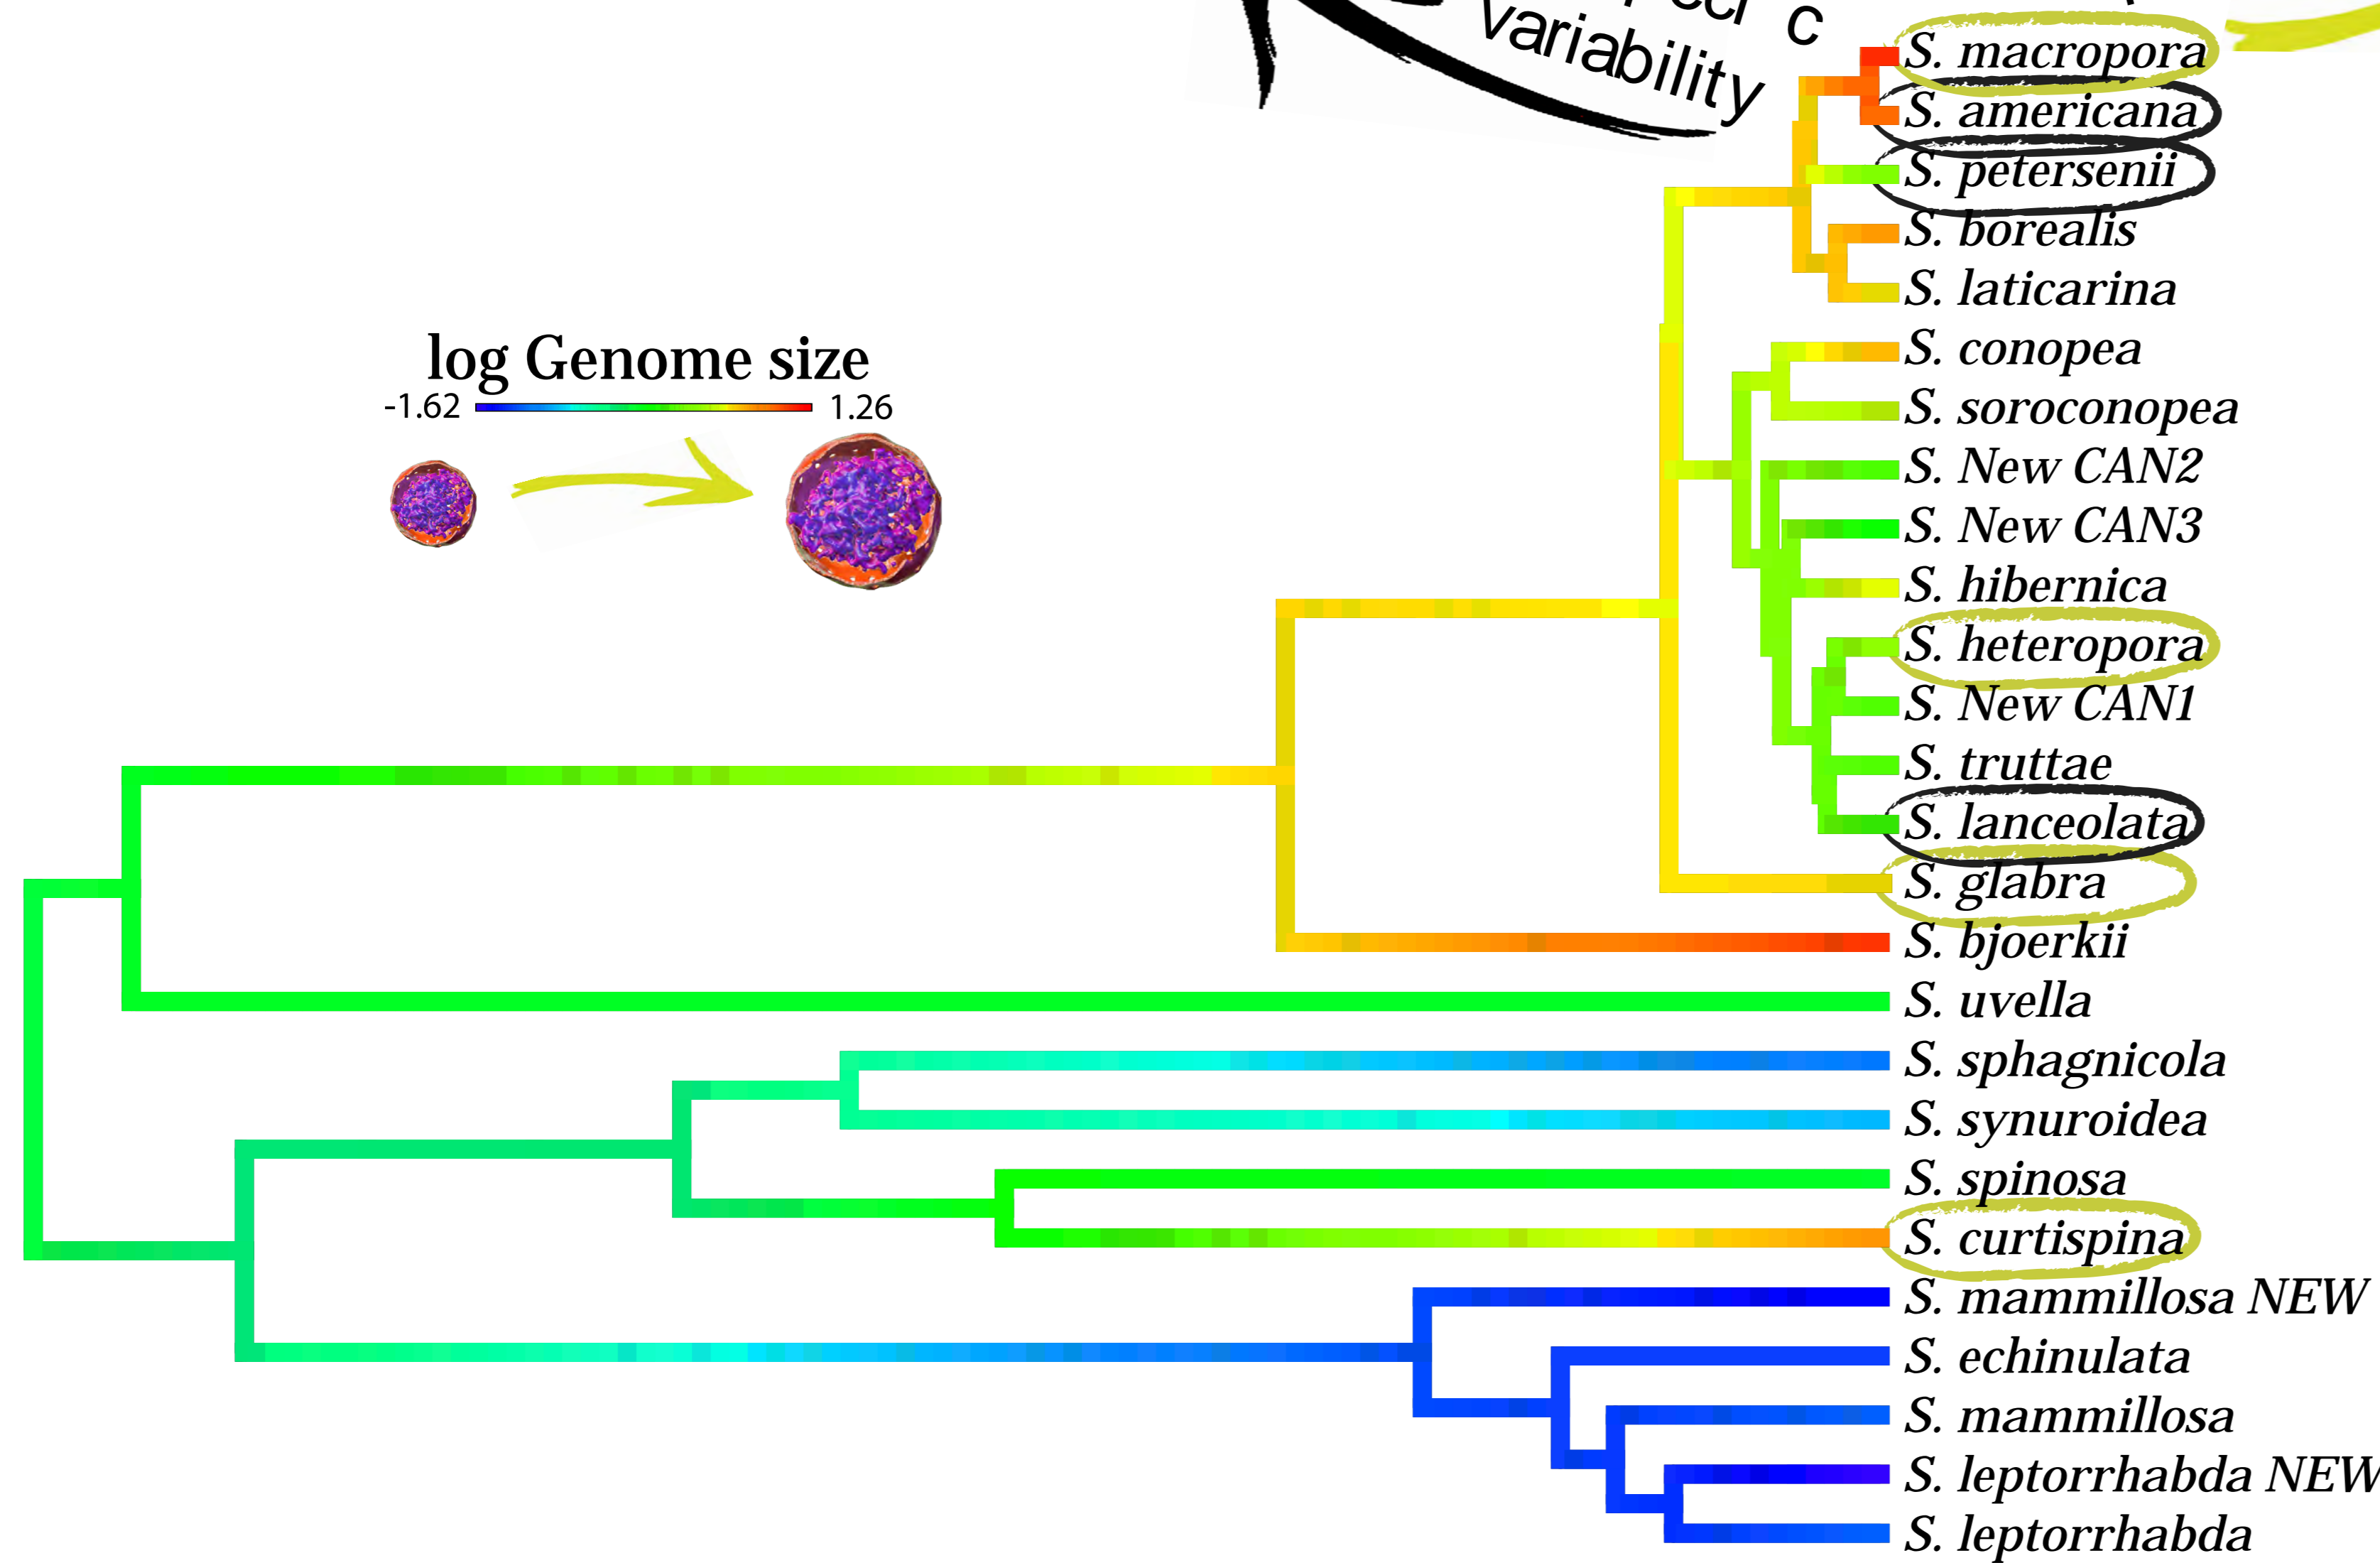 variability
S. macropora
S. americana
S. petersenii
S. borealis
S. laticarina
S. conopea
S. soroconopea
S. New CAN2
S. New CAN3
S. hibernica
S. heteropora
S. New CAN1
S. truttae
S. lanceolata
S. glabra
S. bjoerkii
S. uvella
S. sphagnicola
S. synuroidea
S. spinosa
S. curtispina
S. mammillosa NEW
S. echinulata
S. mammillosa
S. leptorrhabda NEW
S. leptorrhabda
log Genome size
-1.62 1.26